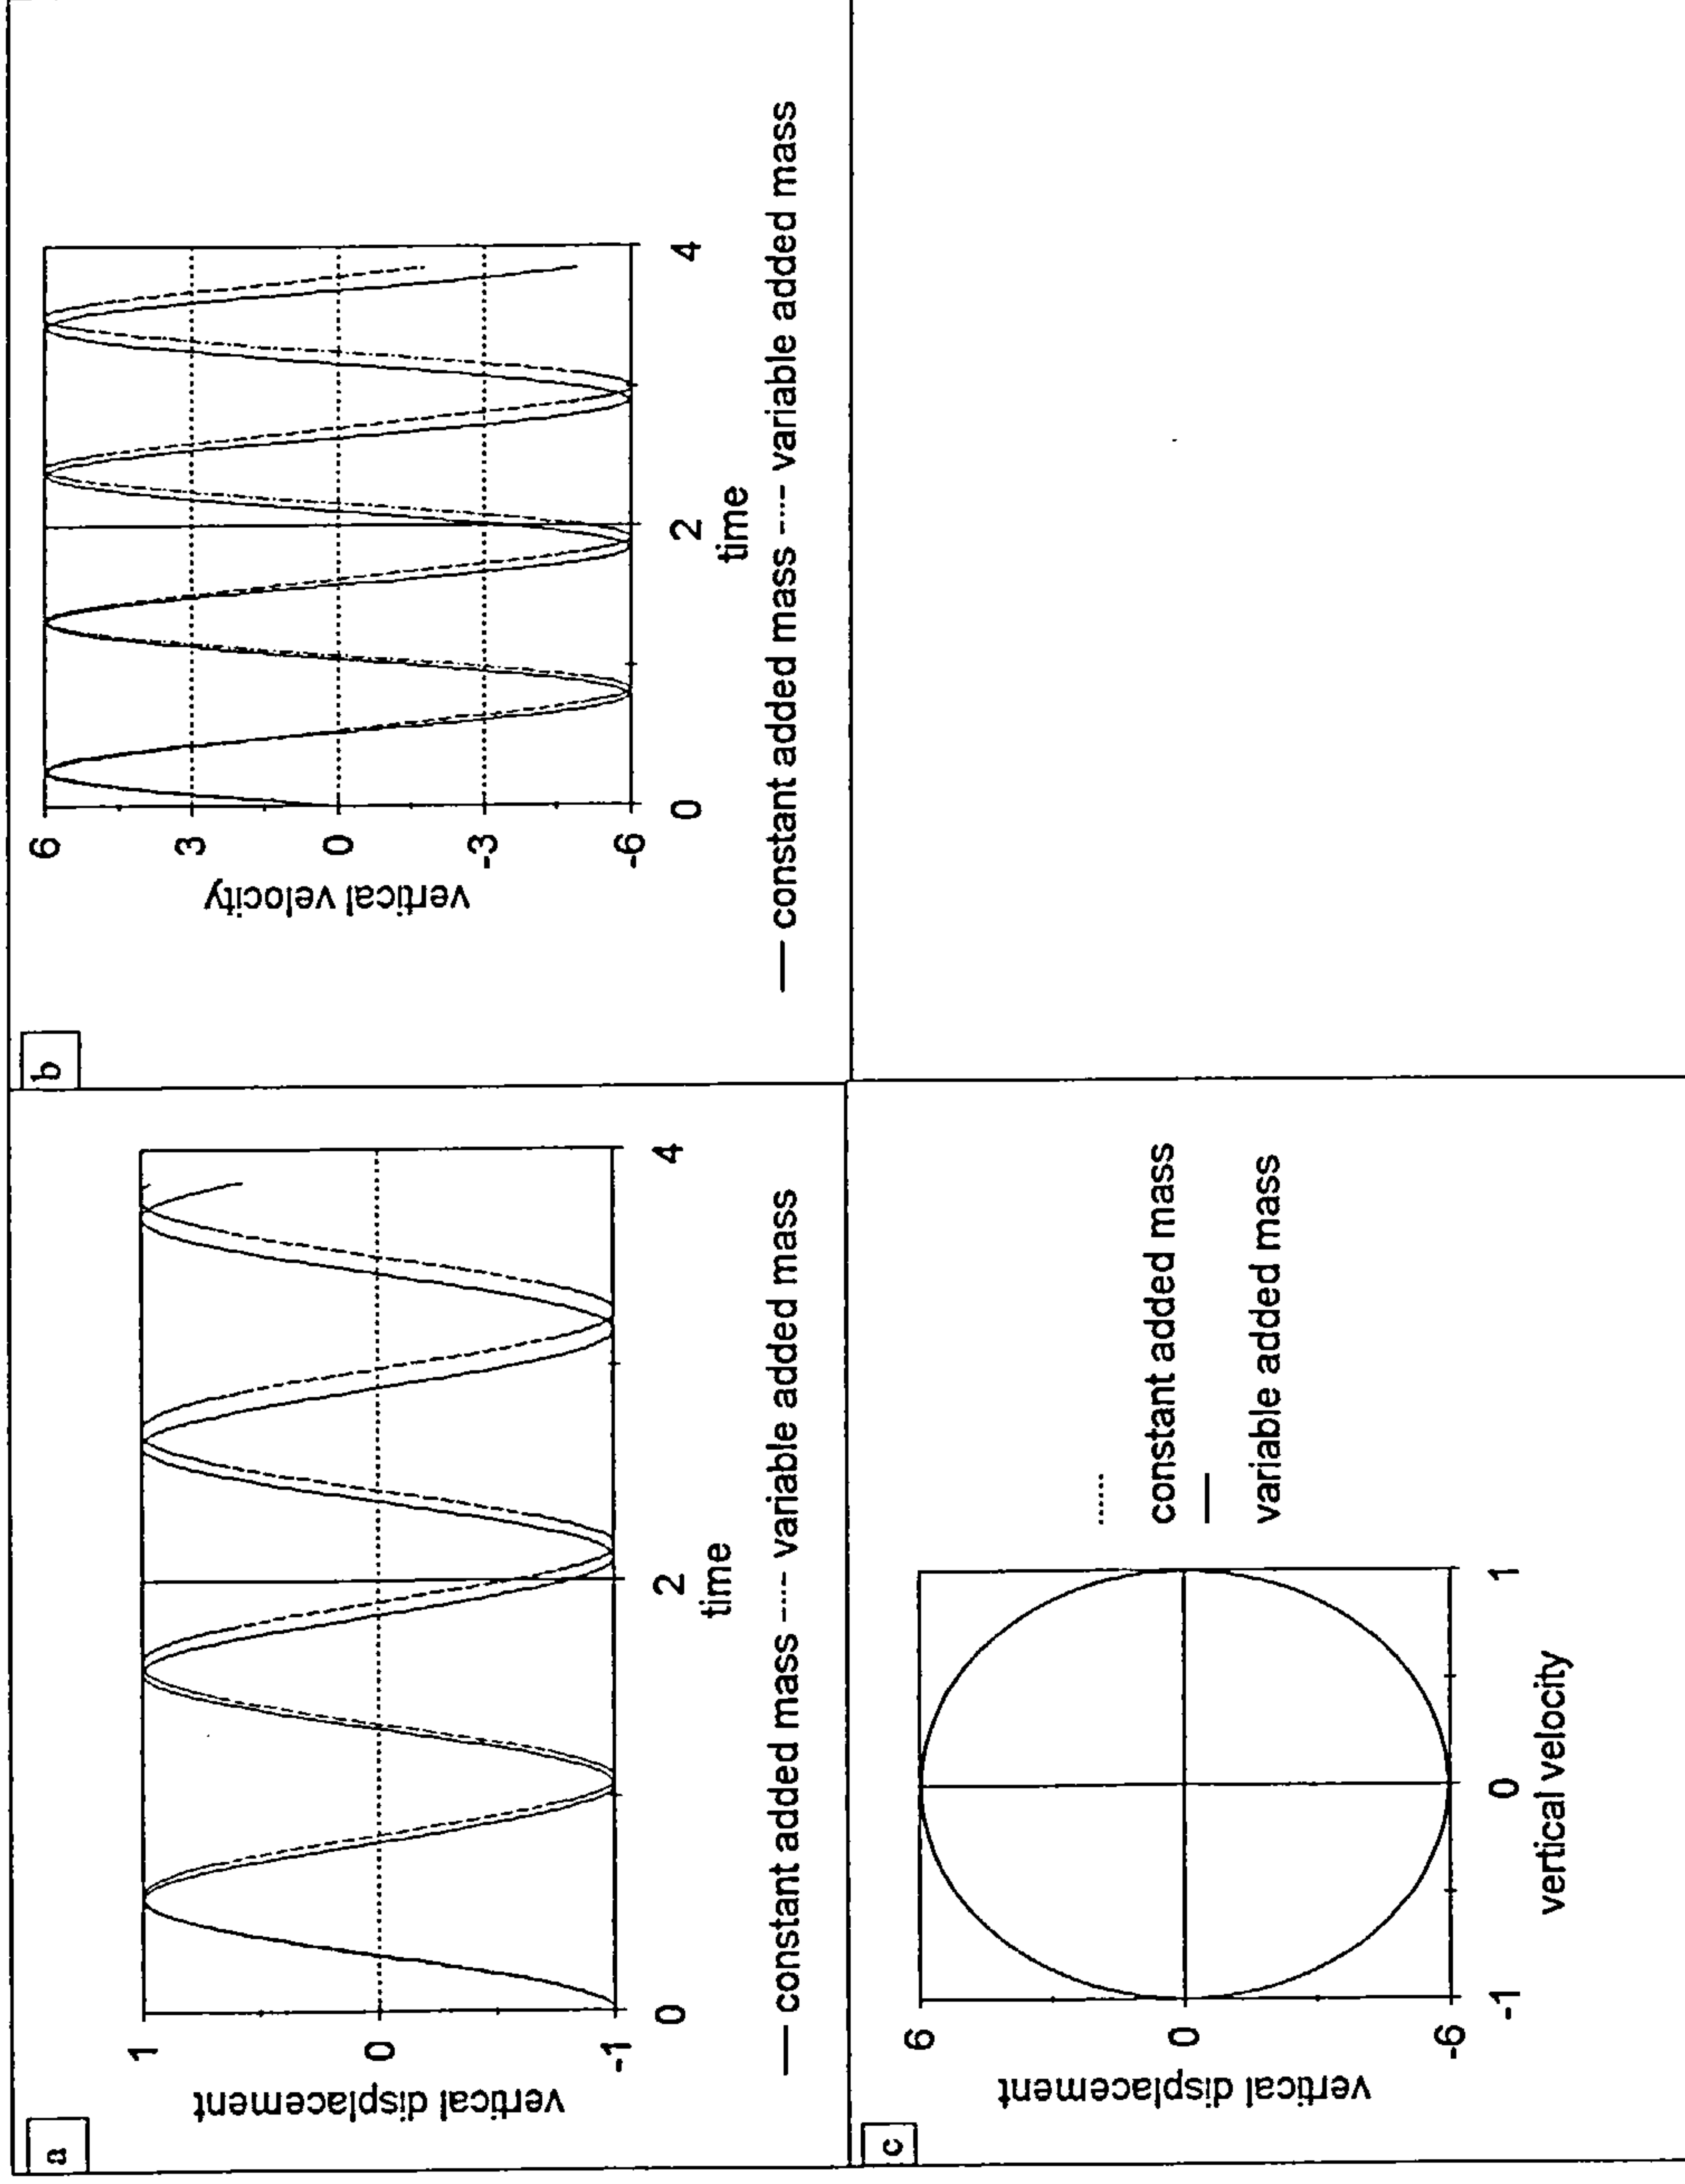 a
vertical displacement
1
0
-1
0
2
4
time
— constant added mass ---- variable added mass
b
vertical velocity
6
3
0
-3
-6
0
2
4
time
— constant added mass ---- variable added mass
c
vertical displacement
6
0
-6
-1
0
1
vertical velocity
constant added mass
variable added mass